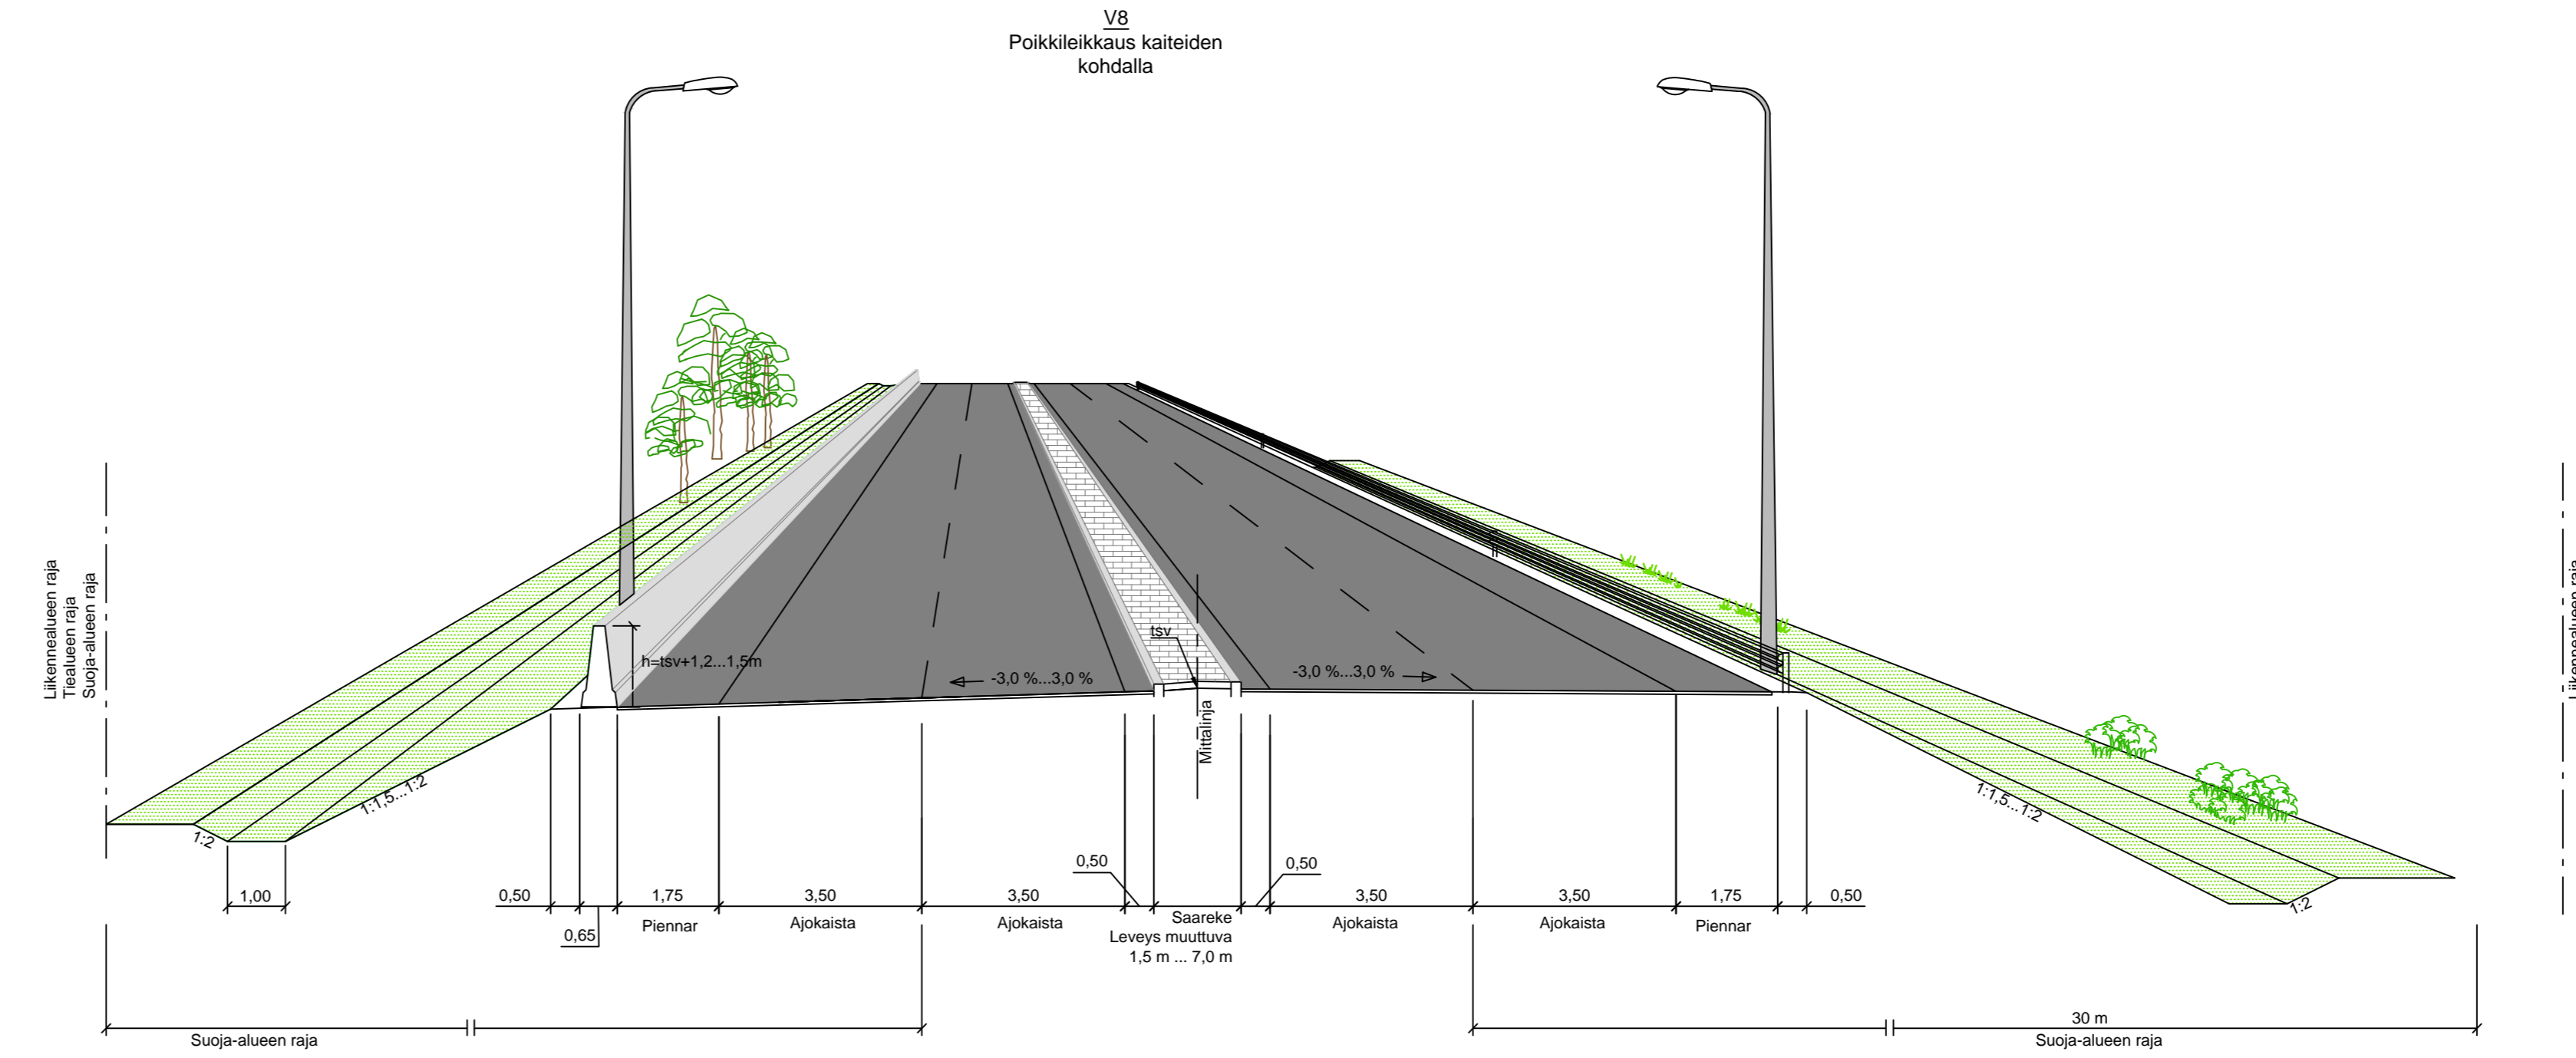 V8
Poikkileikkaus kaiteiden
kohdalla
Liikennealueen raja
Tiealueen raja
Suoja-alueen raja
h=tsv+1,2...1,5m
-3,0 %...3,0 %
tsv
-3,0 %...3,0 %
Mittalinja
Liikennealueen raja
1:2
1:1,5...1:2
1:1,5...1:2
1:2
1,00
0,50
0,65
1,75
Piennar
3,50
Ajokaista
3,50
Ajokaista
0,50
Saareke
Leveys muuttuva
1,5 m ... 7,0 m
0,50
3,50
Ajokaista
3,50
Ajokaista
1,75
Piennar
0,50
Suoja-alueen raja
30 m
Suoja-alueen raja